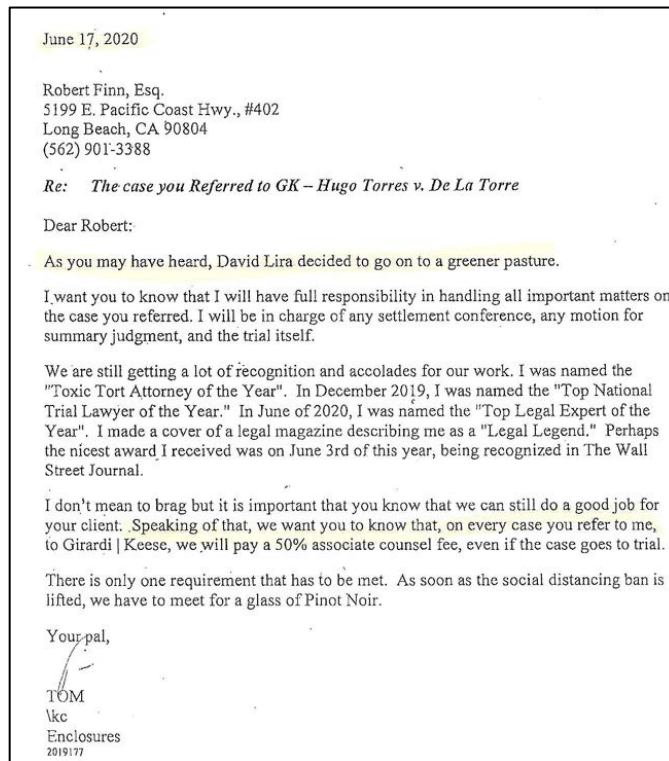 June 17, 2020
Robert Finn, Esq.
5199 E. Pacific Coast Hwy., #402
Long Beach, CA 90804
(562) 901-3388
Re: The case you Referred to GK – Hugo Torres v. De La Torre
Dear Robert:
As you may have heard, David Lira decided to go on to a greener pasture.
I want you to know that I will have full responsibility in handling all important matters on
the case you referred. I will be in charge of any settlement conference, any motion for
summary judgment, and the trial itself.
We are still getting a lot of recognition and accolades for our work. I was named the
"Toxic Tort Attorney of the Year". In December 2019, I was named the "Top National
Trial Lawyer of the Year." In June of 2020, I was named the "Top Legal Expert of the
Year". I made a cover of a legal magazine describing me as a "Legal Legend." Perhaps
the nicest award I received was on June 3rd of this year, being recognized in The Wall
Street Journal.
I don't mean to brag but it is important that you know that we can still do a good job for
your client. Speaking of that, we want you to know that, on every case you refer to me,
to Girardi | Keese, we will pay a 50% associate counsel fee, even if the case goes to trial.
There is only one requirement that has to be met. As soon as the social distancing ban is
lifted, we have to meet for a glass of Pinot Noir.
Your pal,
TOM
\kc
Enclosures
2019177